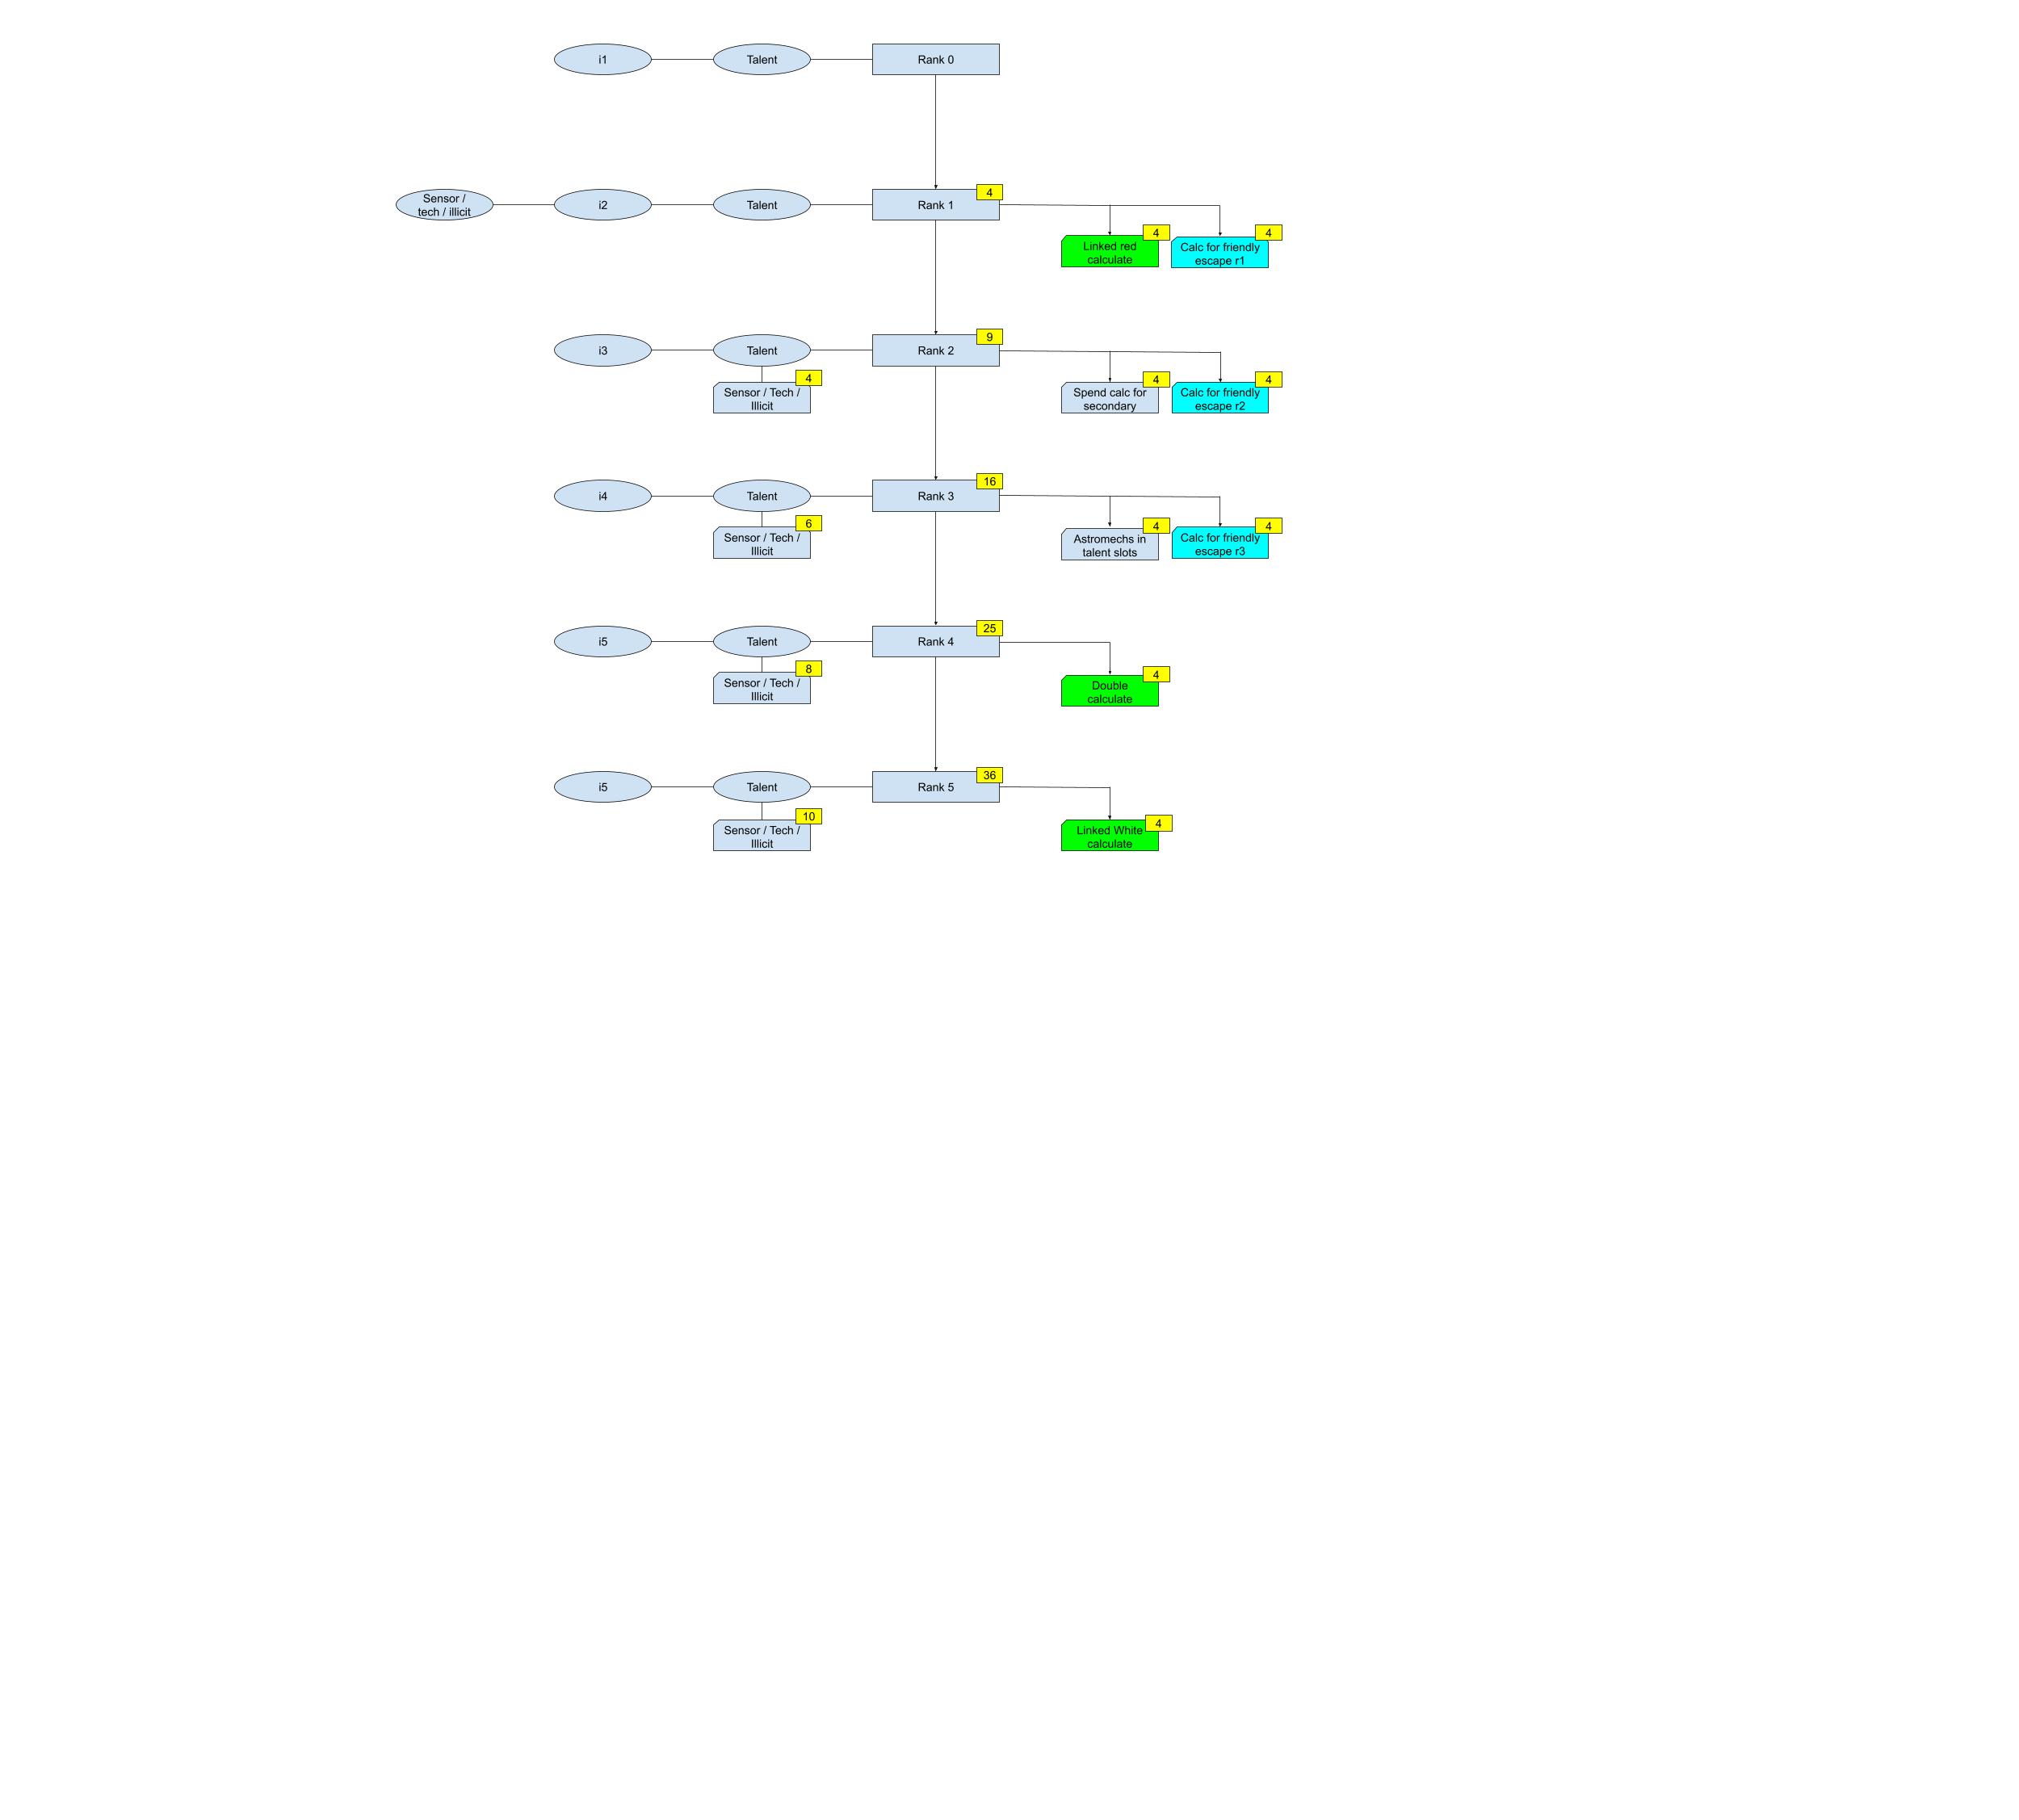 i1
Talent
Rank 0
Sensor /
tech / illicit
i2
Talent
Rank 1
4
Linked red
calculate
4
Calc for friendly
escape r1
4
i3
Talent
Rank 2
9
Sensor / Tech /
Illicit
4
Spend calc for
secondary
4
Calc for friendly
escape r2
4
i4
Talent
Rank 3
16
Sensor / Tech /
Illicit
6
Astromechs in
talent slots
4
Calc for friendly
escape r3
4
i5
Talent
Rank 4
25
Sensor / Tech /
Illicit
8
Double
calculate
4
i5
Talent
Rank 5
36
Sensor / Tech /
Illicit
10
Linked White
calculate
4